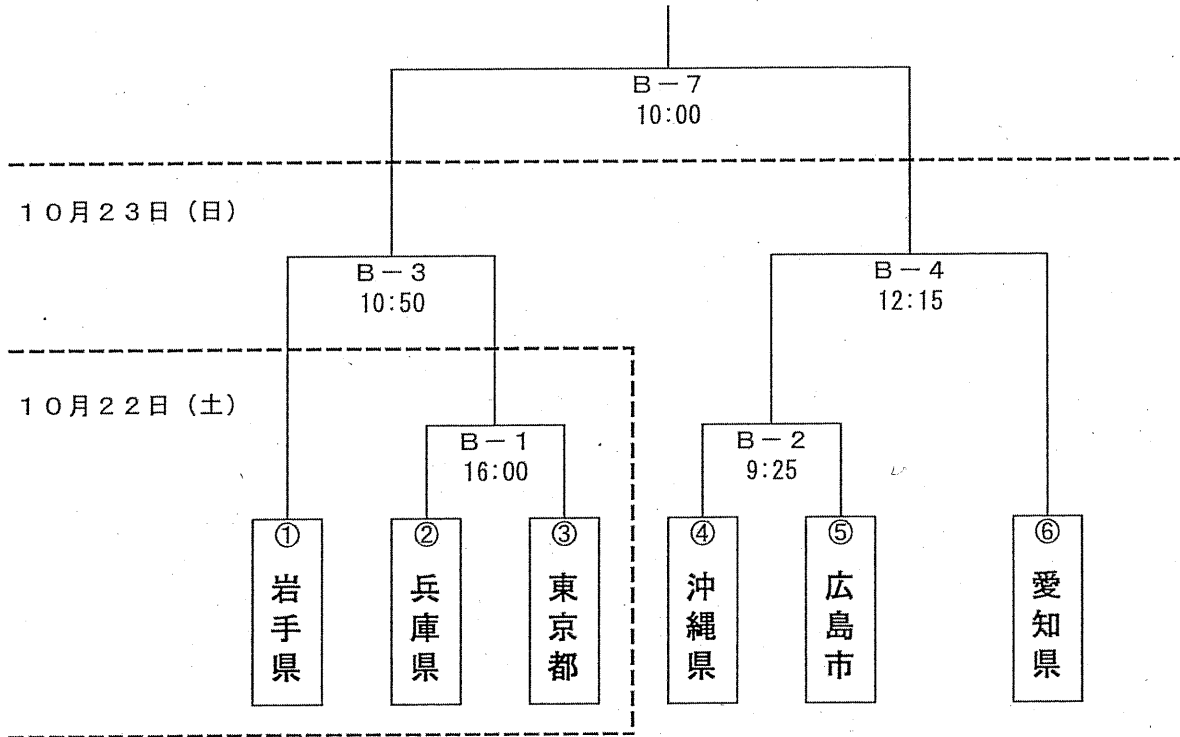 B－7
10:00
１０月２３日（日）
B－3
10:50
B－4
12:15
１０月２２日（土）
B－1
16:00
B－2
9:25
①
岩手県
②
兵庫県
③
東京都
④
沖縄県
⑤
広島市
⑥
愛知県